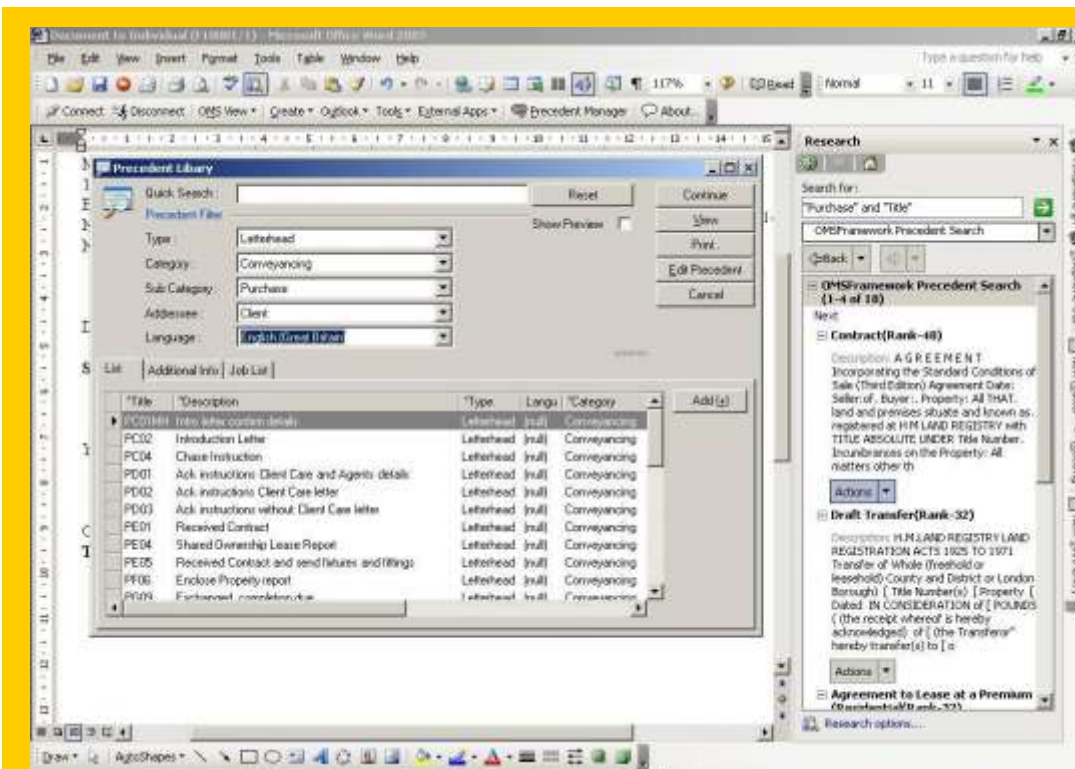 Document to Individual - Microsoft Office Word 2003
File Edit View Insert Format Tools Table Window Help
Type a question for help
117% Read Normal 11
Connect Disconnect OMS View Create Outlook Tools External Apps Precedent Manager About...
Precedent Libary
Quick Search :
Reset
Continue
Precedent Filter
Show Preview
View
Type :
Letterhead
Print
Category :
Conveyancing
Edit Precedent
Sub Category :
Purchase
Cancel
Addressee :
Client
Language :
English (Great Britain)
List Additional Info Job List
"Title "Description "Type Langu "Category
Add (+)
Intro letter confirm details Letterhead (null) Conveyancing
PC02 Introduction Letter Letterhead (null) Conveyancing
PC04 Chase Instruction Letterhead (null) Conveyancing
PD01 Ack instructions Client Care and Agents details Letterhead (null) Conveyancing
PD02 Ack instructions Client Care letter Letterhead (null) Conveyancing
PD03 Ack instructions without Client Care letter Letterhead (null) Conveyancing
PE01 Received Contract Letterhead (null) Conveyancing
PE04 Shared Ownership Lease Report Letterhead (null) Conveyancing
PE05 Received Contract and send fixtures and fittings Letterhead (null) Conveyancing
PF06 Enclose Property report Letterhead (null) Conveyancing
PG09 Exchanged, completion due Letterhead (null) Conveyancing
Research
Search for:
"Purchase" and "Title"
OMSFramework Precedent Search
Back
OMSFramework Precedent Search
(1-4 of 18)
Next
Contract(Rank-48)
Description: A G R E E M E N T
Incorporating the Standard Conditions of
Sale (Third Edition) Agreement Date:
Seller:of. Buyer:. Property: All THAT.
land and premises situate and known as.
registered at H M LAND REGISTRY with
TITLE ABSOLUTE UNDER Title Number.
Incumbrances on the Property: All
matters other th
Actions
Draft Transfer(Rank-32)
Description: H.M.LAND REGISTRY LAND
REGISTRATION ACTS 1925 TO 1971
Transfer of Whole (freehold or
leasehold) County and District or London
Borough) [ Title Number(s) [ Property [
Dated IN CONSIDERATION of [ POUNDS
( (the receipt whereof is hereby
acknowledged) of [ (the Transferor"
hereby transfer(s) to [ o
Actions
Agreement to Lease at a Premium
(Residential(Rank-32)
Research options...
Draw AutoShapes